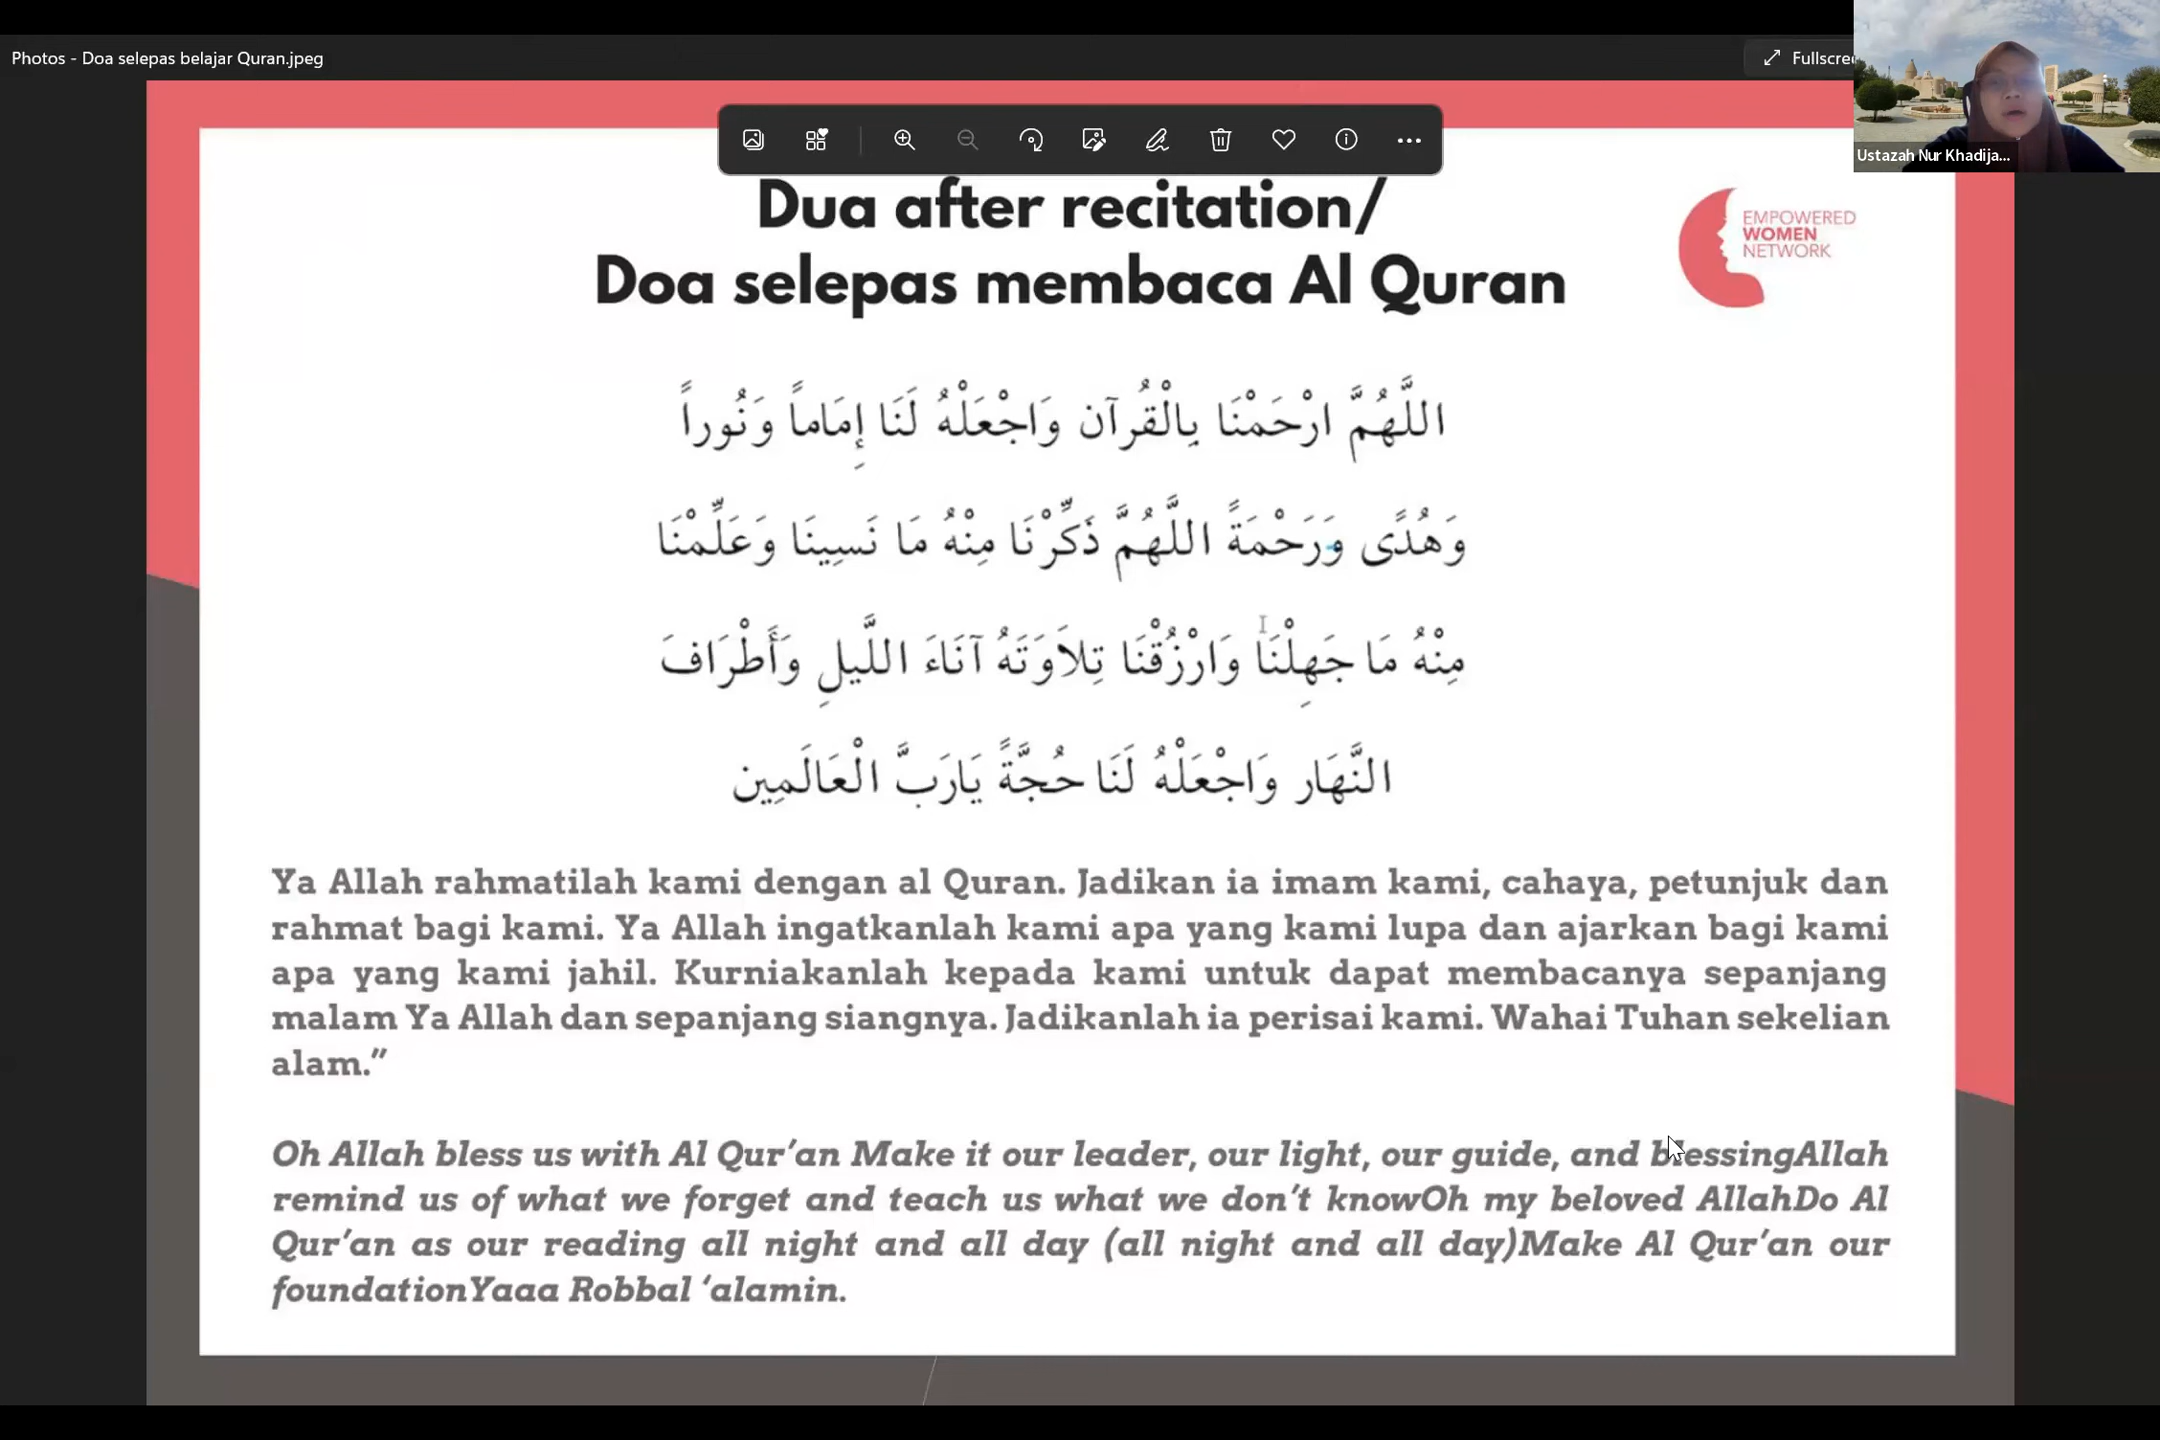 Photos - Doa selepas belajar Quran.jpeg
Fullscre
Ustazah Nur Khadija...
Dua after recitation/
Doa selepas membaca Al Quran
EMPOWERED
WOMEN
NETWORK
اللَّهُمَّ ارْحَمْنَا بِالْقُرْآن وَاجْعَلْهُ لَنَا إِمَاماً وَنُوراً
وَهُدًى وَرَحْمَةً اللَّهُمَّ ذَكِّرْنَا مِنْهُ مَا نَسِينَا وَعَلِّمْنَا
مِنْهُ مَا جَهِلْنَا وَارْزُقْنَا تِلاَوَتَهُ آنَاءَ اللَّيلِ وَأَطْرَافَ
النَّهَار وَاجْعَلْهُ لَنَا حُجَّةً يَارَبَّ الْعَالَمِين
Ya Allah rahmatilah kami dengan al Quran. Jadikan ia imam kami, cahaya, petunjuk dan
rahmat bagi kami. Ya Allah ingatkanlah kami apa yang kami lupa dan ajarkan bagi kami
apa yang kami jahil. Kurniakanlah kepada kami untuk dapat membacanya sepanjang
malam Ya Allah dan sepanjang siangnya. Jadikanlah ia perisai kami. Wahai Tuhan sekelian
alam.”
Oh Allah bless us with Al Qur’an Make it our leader, our light, our guide, and blessingAllah
remind us of what we forget and teach us what we don’t knowOh my beloved AllahDo Al
Qur’an as our reading all night and all day (all night and all day)Make Al Qur’an our
foundationYaaa Robbal ‘alamin.